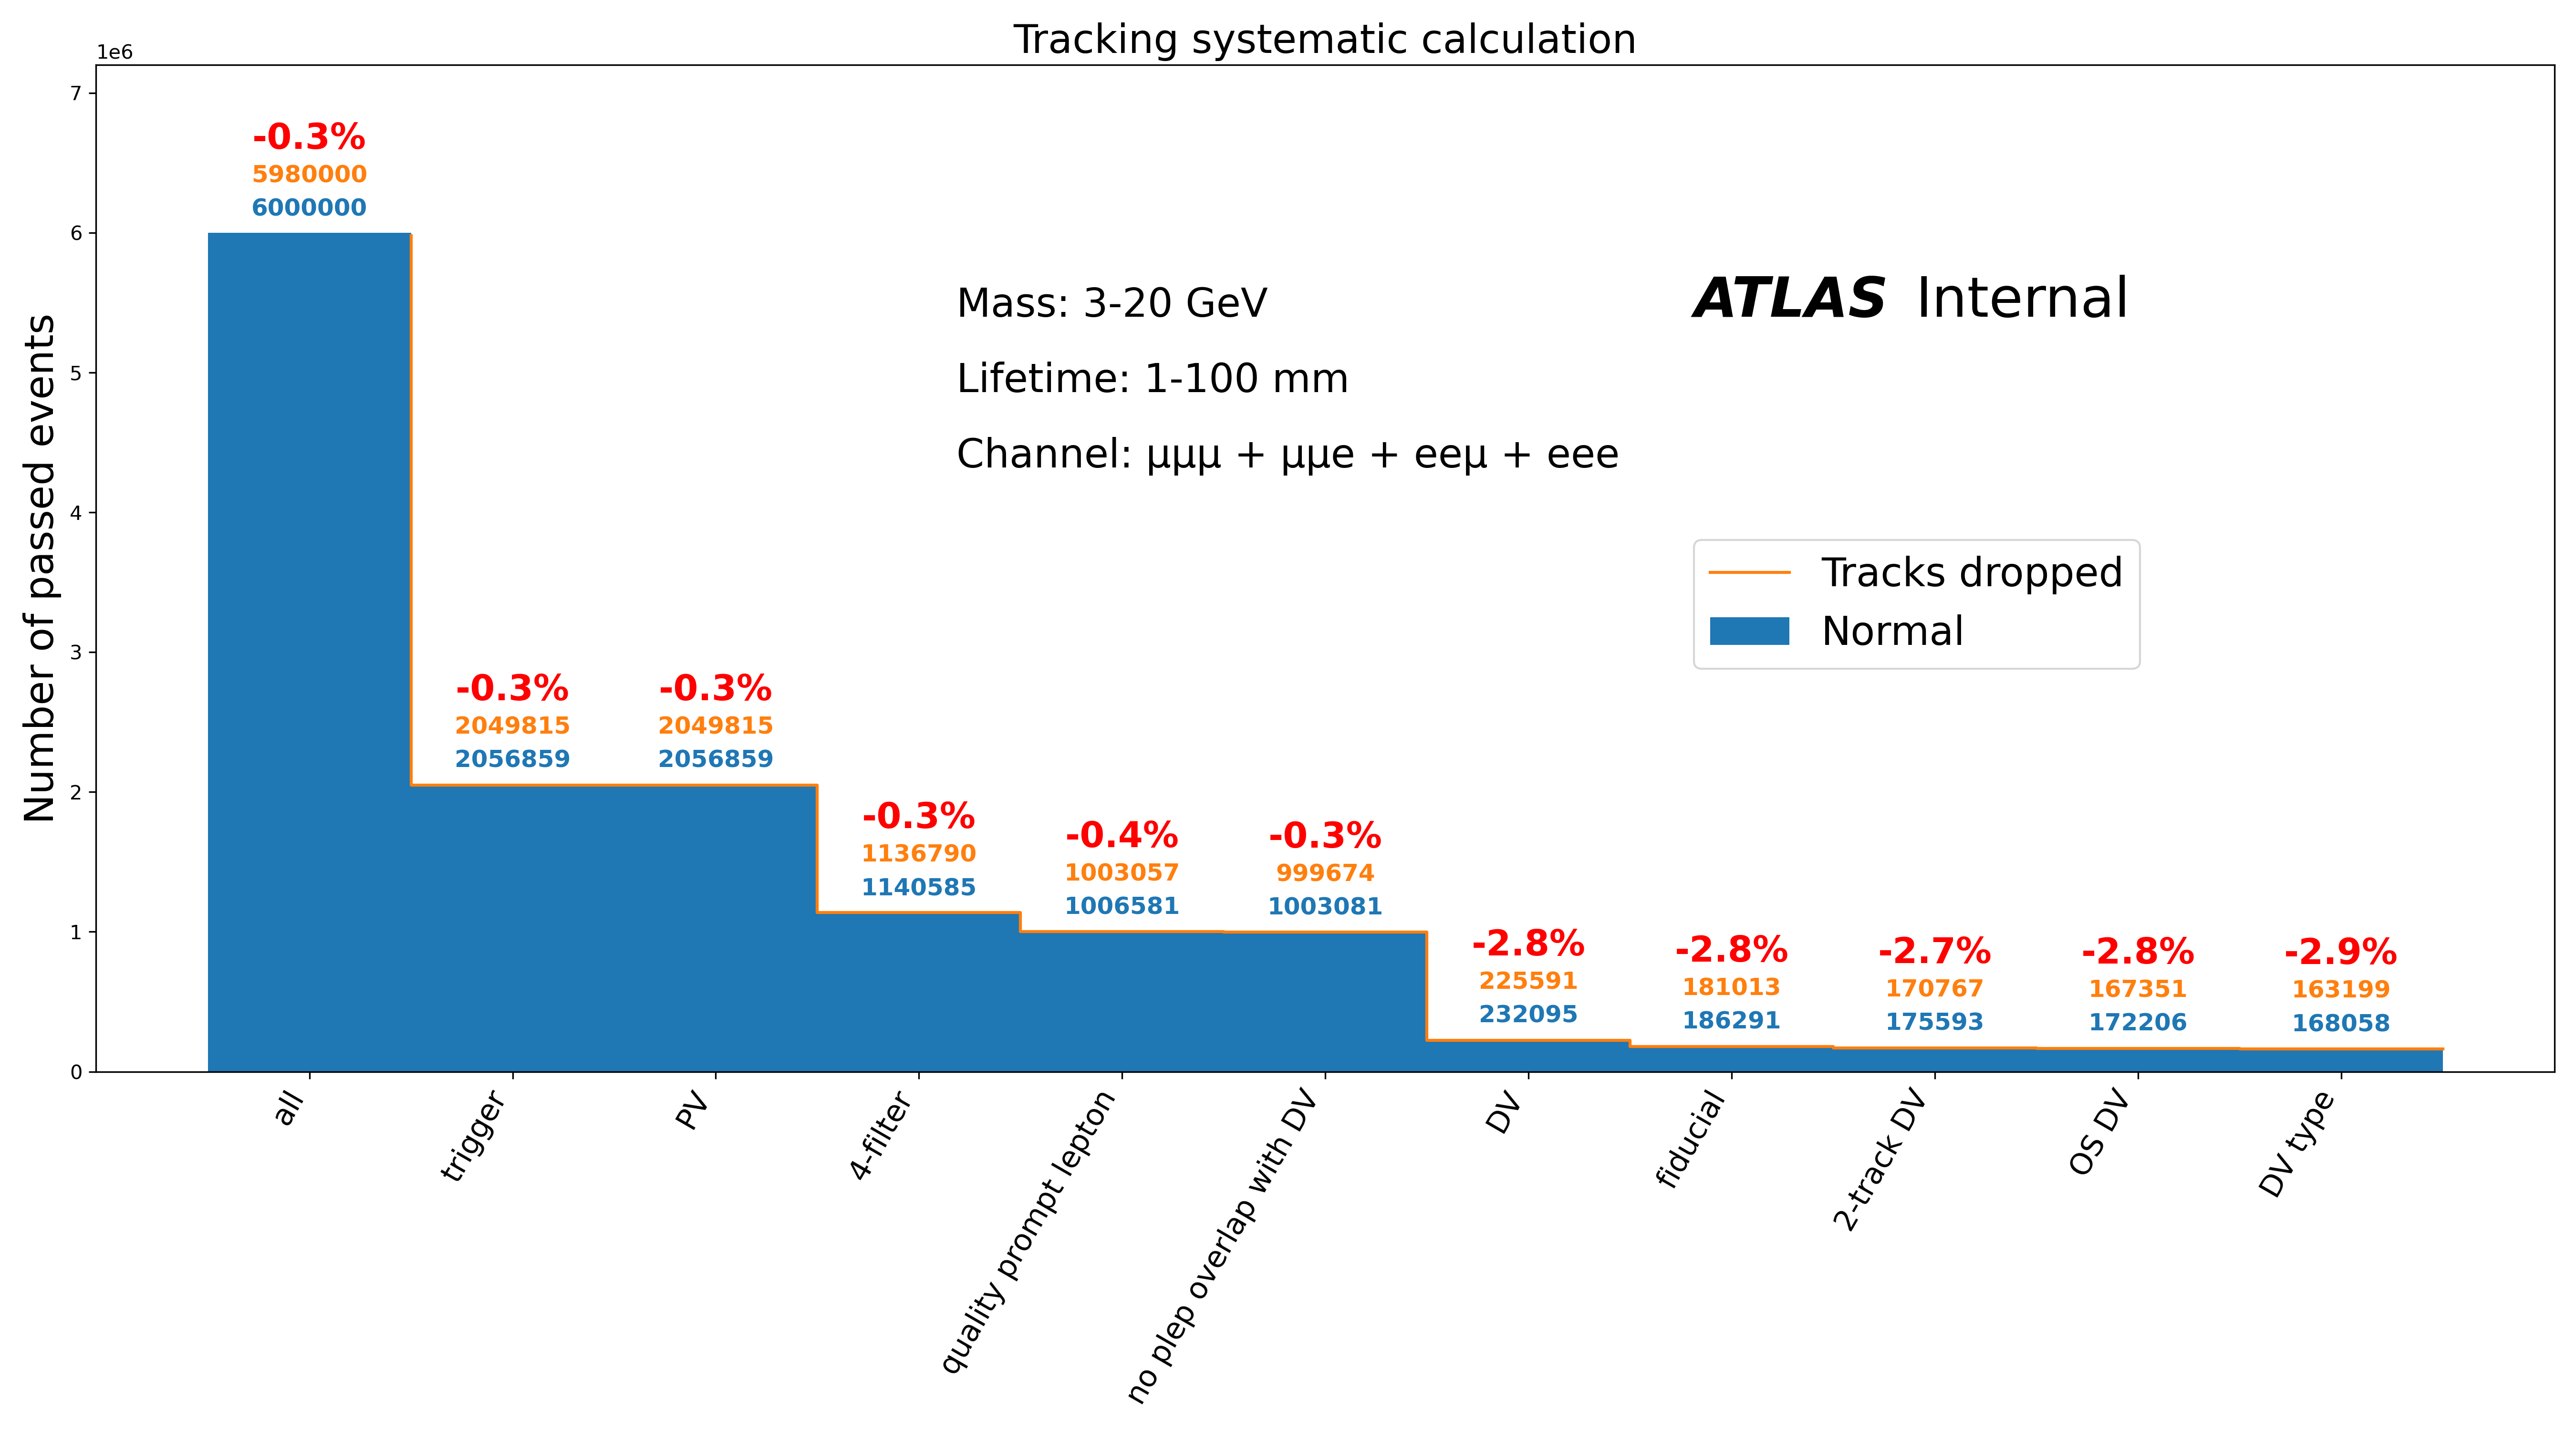 Tracking systematic calculation
1e6
7
6
5
4
3
2
1
0
Number of passed events
-0.3%
5980000
6000000
-0.3%
2049815
2056859
-0.3%
2049815
2056859
-0.3%
1136790
1140585
-0.4%
1003057
1006581
-0.3%
999674
1003081
-2.8%
225591
232095
-2.8%
181013
186291
-2.7%
170767
175593
-2.8%
167351
172206
-2.9%
163199
168058
Mass: 3-20 GeV
Lifetime: 1-100 mm
Channel: μμμ + μμe + eeμ + eee
ATLAS Internal
Tracks dropped
Normal
all
trigger
PV
4-filter
quality prompt lepton
no plep overlap with DV
DV
fiducial
2-track DV
OS DV
DV type